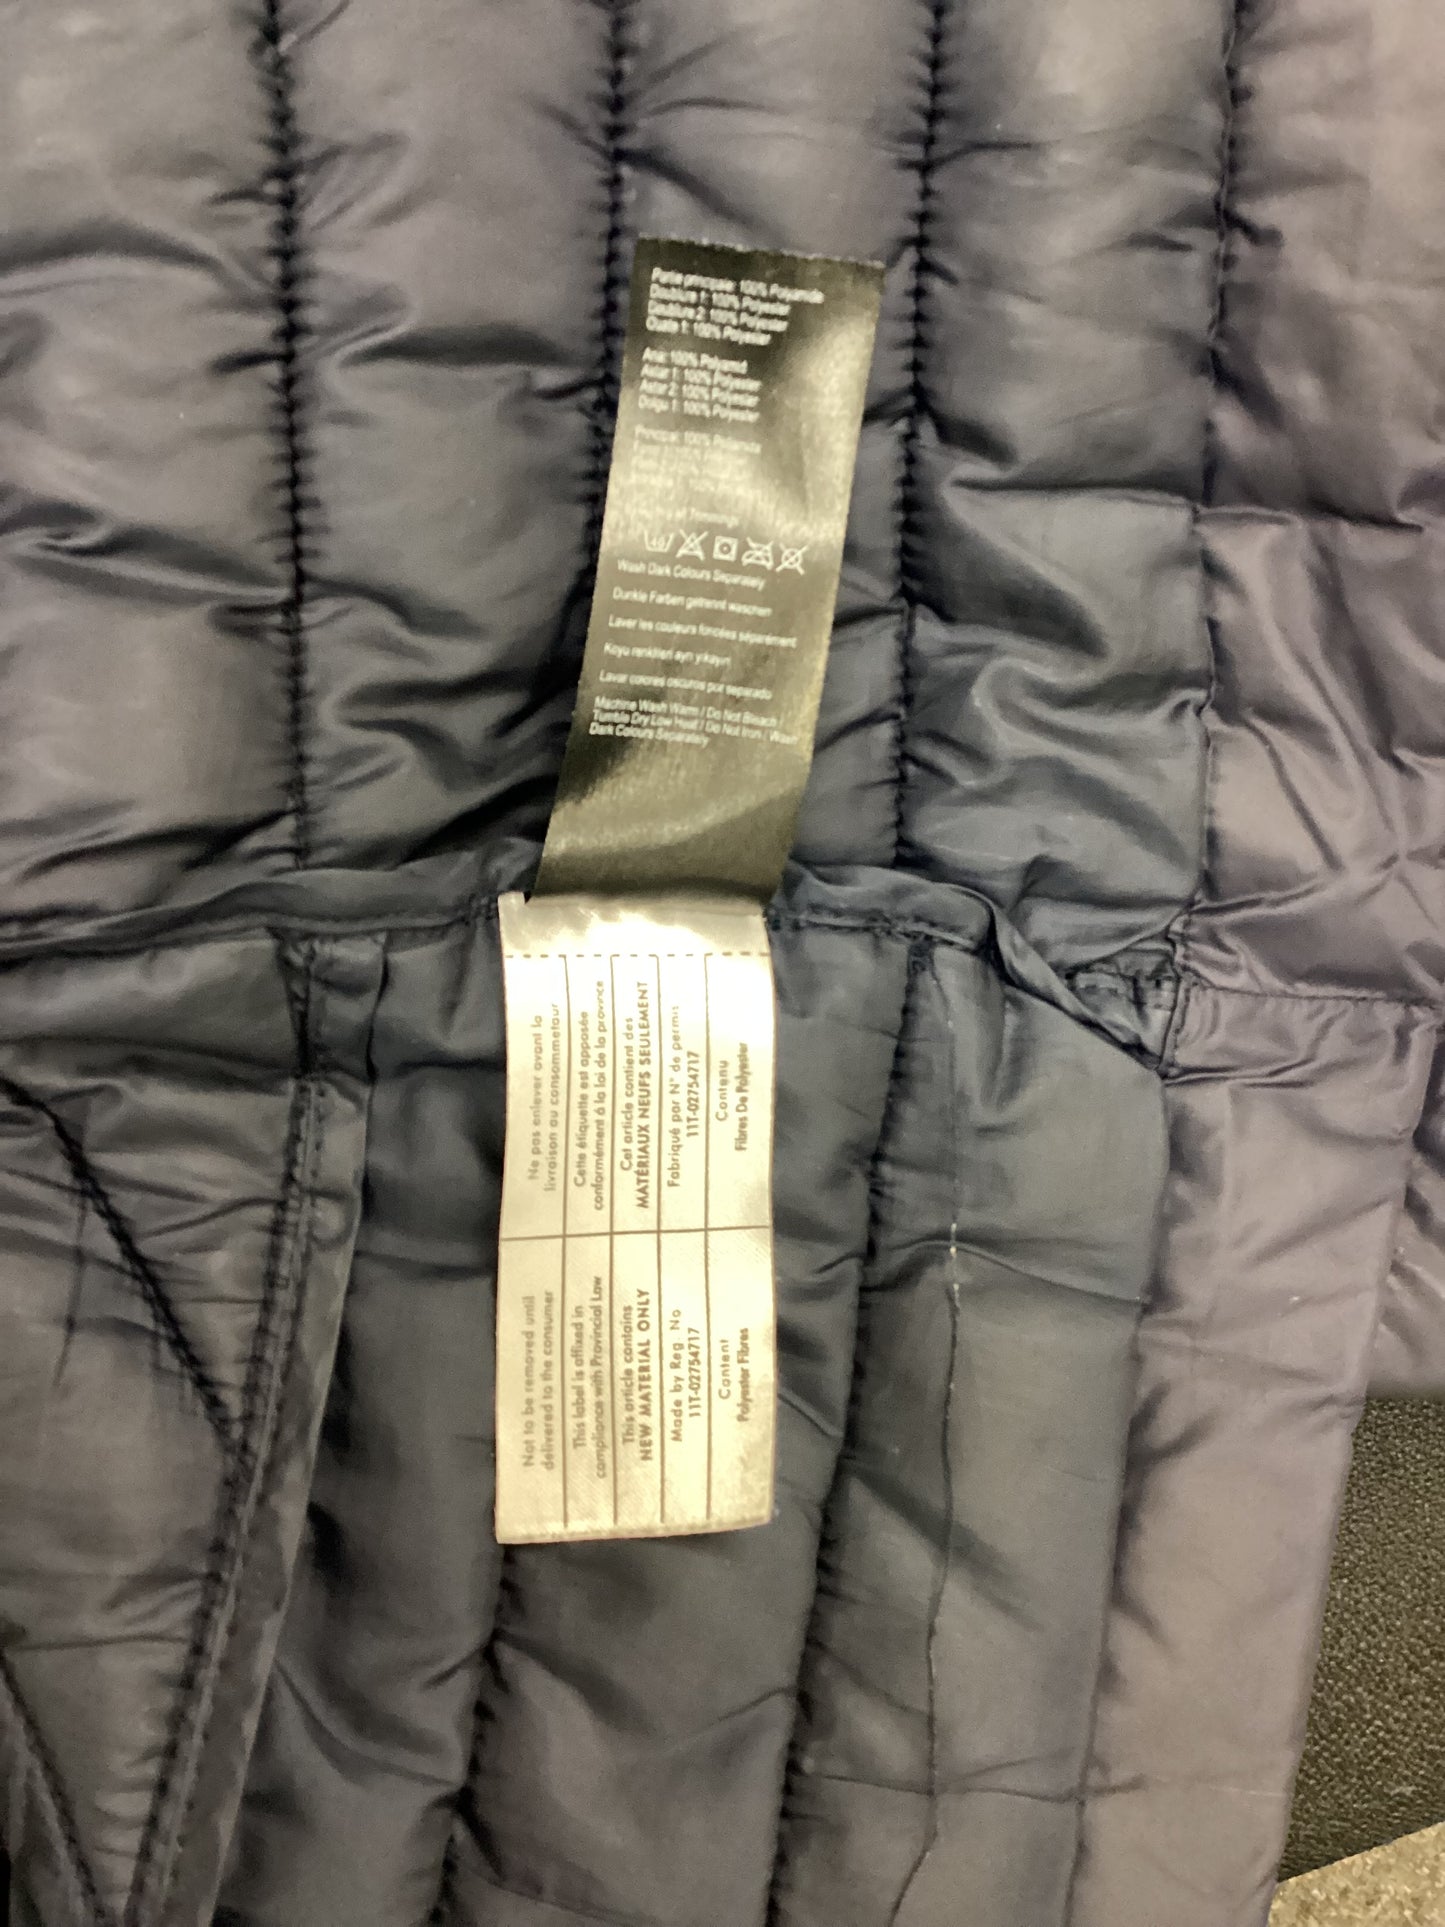 Partie principale: 100% Polyamide
Doublure 1: 100% Polyester
Doublure 2: 100% Polyester
Ouate 1: 100% Polyester
Ana: 100% Polyamid
Astar 1: 100% Polyester
Astar 2: 100% Polyester
Dolgu 1: 100% Polyester
Principal: 100% Poliamida
Wash Dark Colours Separately
Dunkle Farben getrennt waschen
Laver les couleurs foncées séparément
Koyu renkleri ayrı yıkayın
Lavar colores oscuros por separado
Machine Wash Warm / Do Not Bleach /
Tumble Dry Low Heat / Do Not Iron / Wash
Dark Colours Separately
Not to be removed until
delivered to the consumer
This label is affixed in
compliance with Provincial Law
This article contains
NEW MATERIAL ONLY
Made by Reg. No
11T-02754717
Content
Polyester Fibres
Ne pas enlever avant la
livraison au consommateur
Cette étiquette est apposée
conformément à la loi de la province
Cet article contient des
MATÉRIAUX NEUFS SEULEMENT
Fabriqué par N° de permis
11T-02754717
Contenu
Fibres De Polyester